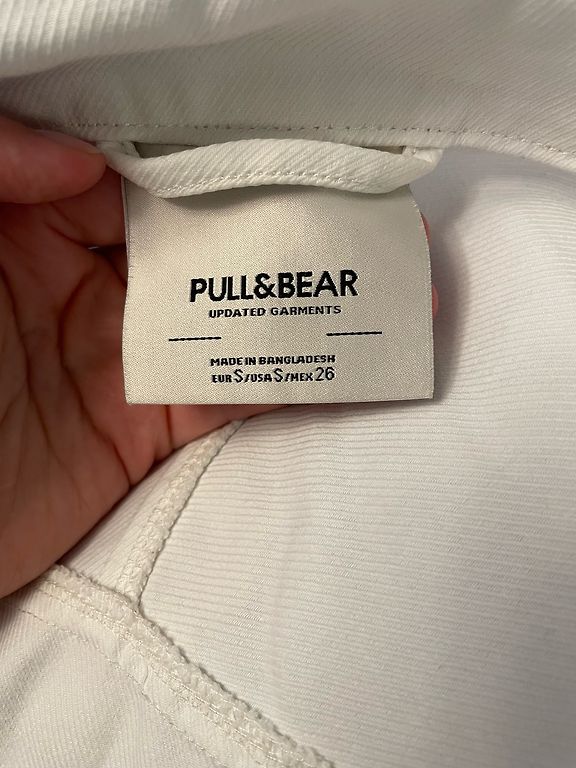 PULL&BEAR
UPDATED GARMENTS
MADE IN BANGLADESH
EUR S/USA S/MEX 26